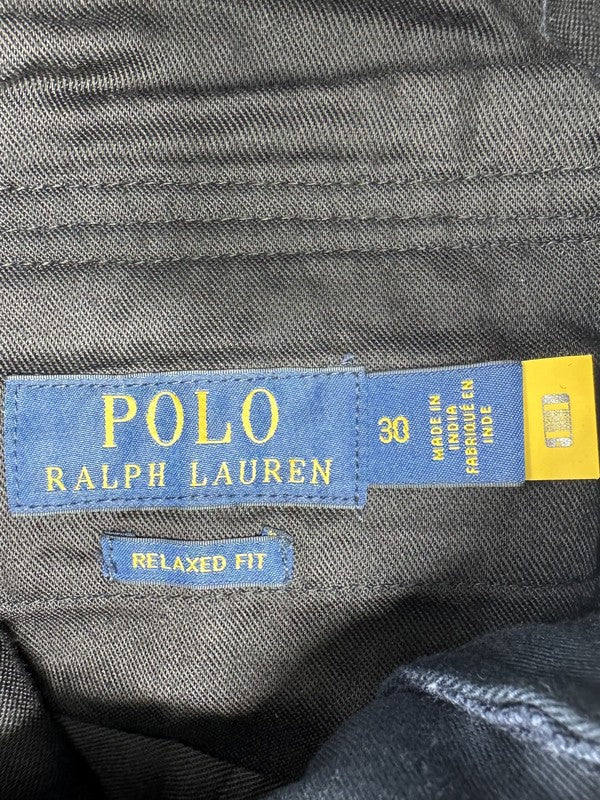 POLO
RALPH LAUREN
30
MADE IN
INDIA
FABRIQUÉ EN
INDE
RELAXED FIT